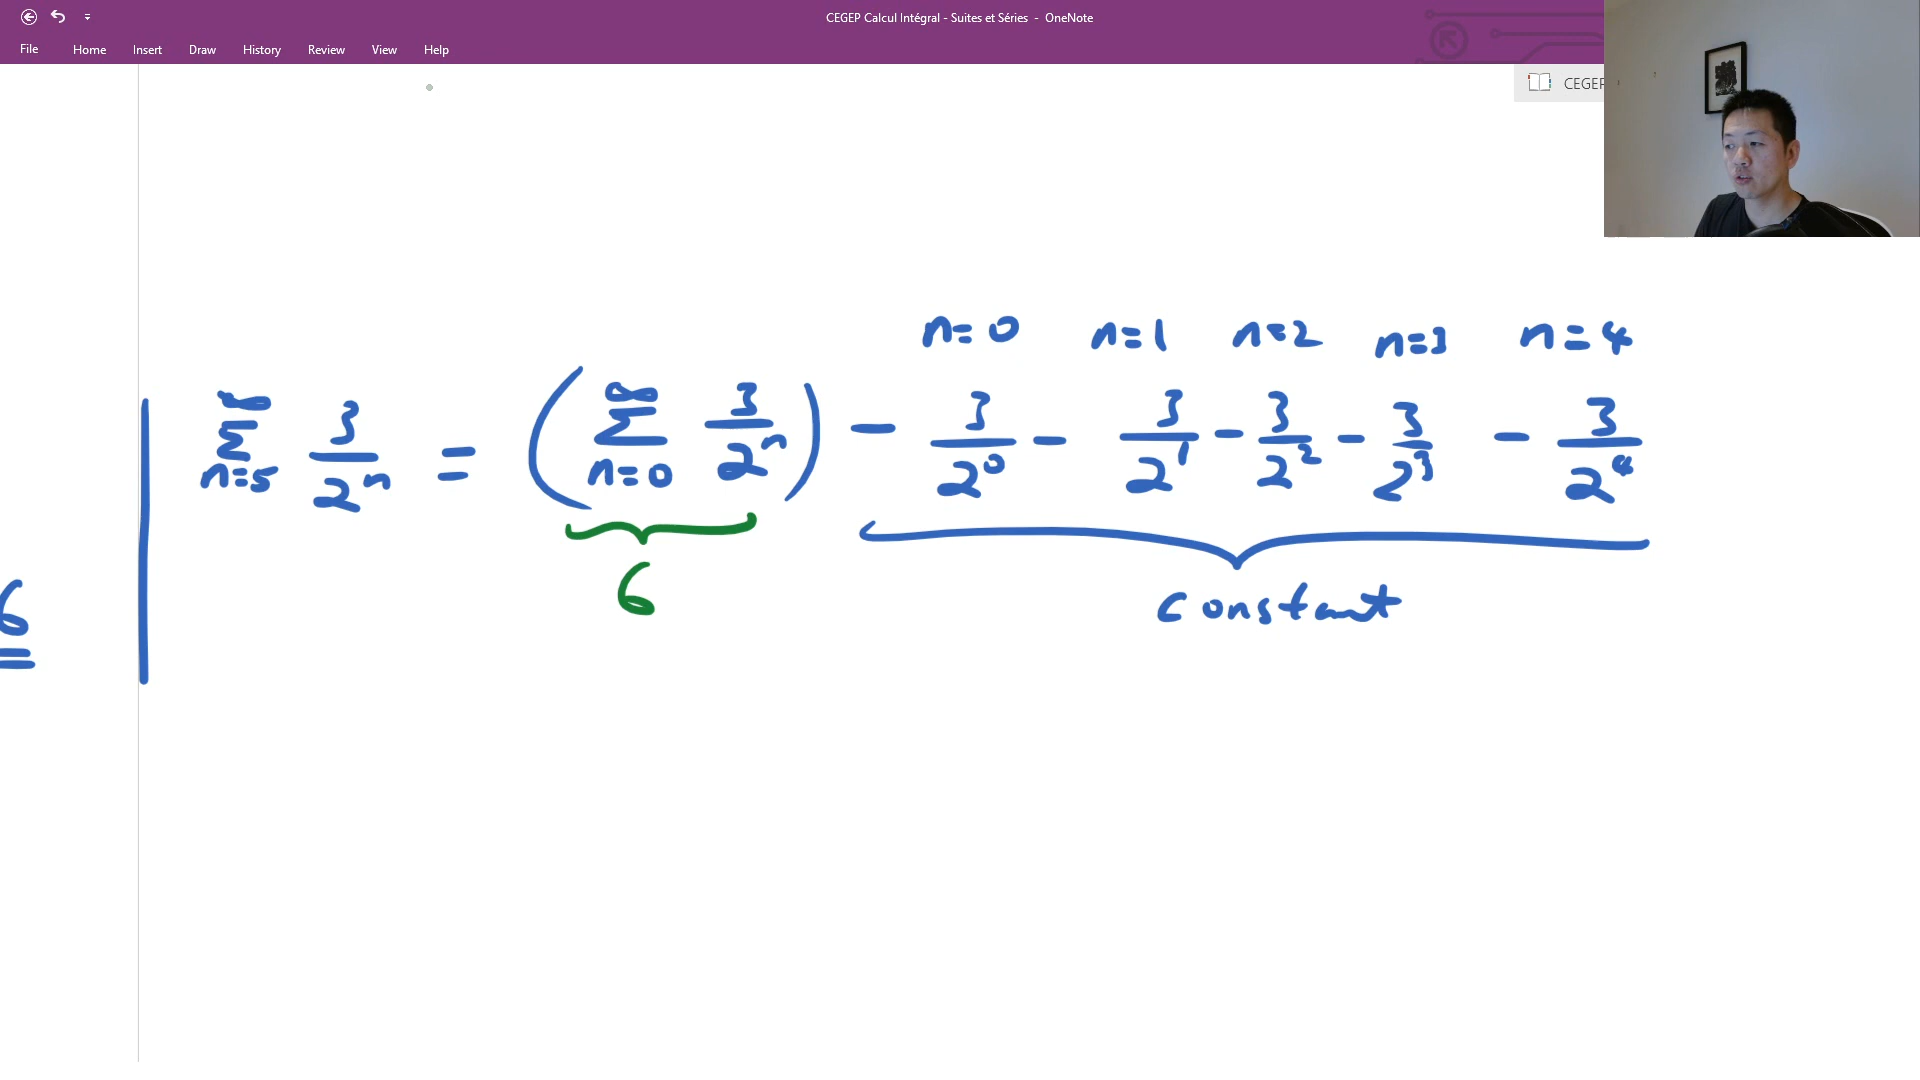 CEGEP Calcul Intégral - Suites et Séries - OneNote
File Home Insert Draw History Review View Help
CEGEP
n=0 n=1 n=2 n=3 n=4
∞ ∑ n=5 3/2^n = (∞ ∑ n=0 3/2^n) - 3/2^0 - 3/2^1 - 3/2^2 - 3/2^3 - 3/2^4
6 constant
6